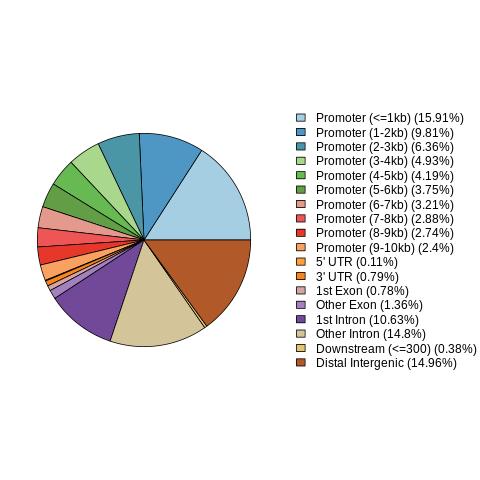 Promoter (<=1kb) (15.91%)
Promoter (1-2kb) (9.81%)
Promoter (2-3kb) (6.36%)
Promoter (3-4kb) (4.93%)
Promoter (4-5kb) (4.19%)
Promoter (5-6kb) (3.75%)
Promoter (6-7kb) (3.21%)
Promoter (7-8kb) (2.88%)
Promoter (8-9kb) (2.74%)
Promoter (9-10kb) (2.4%)
5' UTR (0.11%)
3' UTR (0.79%)
1st Exon (0.78%)
Other Exon (1.36%)
1st Intron (10.63%)
Other Intron (14.8%)
Downstream (<=300) (0.38%)
Distal Intergenic (14.96%)